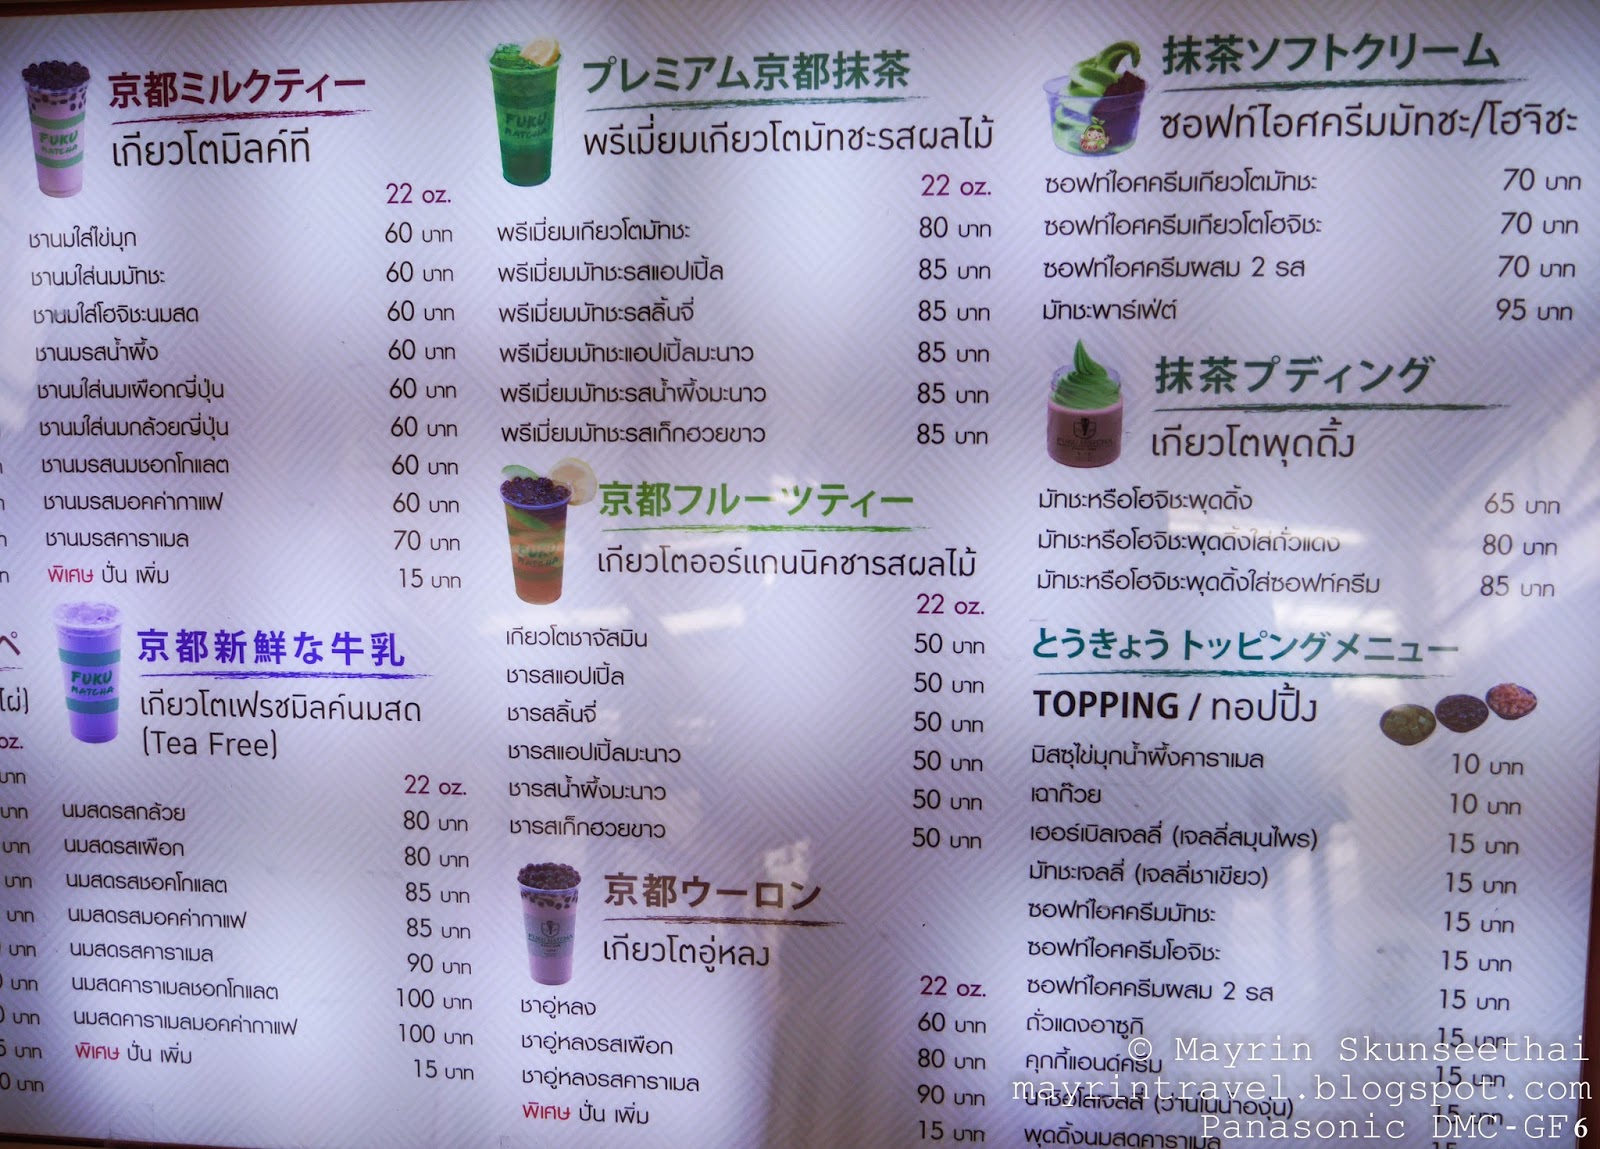 京都ミルクティー
เกียวโตมิลค์ที
22 oz.
ชานมใส่ไข่มุก 60 บาท
ชานมใส่นมมัทชะ 60 บาท
ชานมใส่โฮจิชะนมสด 60 บาท
ชานมรสน้ำผึ้ง 60 บาท
ชานมใส่นมเผือกญี่ปุ่น 60 บาท
ชานมใส่นมกล้วยญี่ปุ่น 60 บาท
ชานมรสนมชอกโกแลต 60 บาท
ชานมรสมอคค่ากาแฟ 60 บาท
ชานมรสคาราเมล 70 บาท
พิเศษ ปั่น เพิ่ม 15 บาท
京都新鮮な牛乳
เกียวโตเฟรชมิลค์นมสด
(Tea Free)
22 oz.
นมสดรสกล้วย 80 บาท
นมสดรสเผือก 80 บาท
นมสดรสชอคโกแลต 85 บาท
นมสดรสมอคค่ากาแฟ 85 บาท
นมสดรสคาราเมล 90 บาท
นมสดคาราเมลชอกโกแลต 100 บาท
นมสดคาราเมลมอคค่ากาแฟ 100 บาท
พิเศษ ปั่น เพิ่ม 15 บาท
FUKU
MATCHA
プレミアム京都抹茶
พรีเมี่ยมเกียวโตมัทชะรสผลไม้
22 oz.
พรีเมี่ยมเกียวโตมัทชะ 80 บาท
พรีเมี่ยมมัทชะรสแอปเปิ้ล 85 บาท
พรีเมี่ยมมัทชะรสลิ้นจี่ 85 บาท
พรีเมี่ยมมัทชะแอปเปิ้ลมะนาว 85 บาท
พรีเมี่ยมมัทชะรสน้ำผึ้งมะนาว 85 บาท
พรีเมี่ยมมัทชะรสเก็กฮวยขาว 85 บาท
京都フルーツティー
เกียวโตออร์แกนนิคชารสผลไม้
22 oz.
เกียวโตชาจัสมิน 50 บาท
ชารสแอปเปิ้ล 50 บาท
ชารสลิ้นจี่ 50 บาท
ชารสแอปเปิ้ลมะนาว 50 บาท
ชารสน้ำผึ้งมะนาว 50 บาท
ชารสเก็กฮวยขาว 50 บาท
京都ウーロン
เกียวโตอู่หลง
22 oz.
ชาอู่หลง 60 บาท
ชาอู่หลงรสเผือก 80 บาท
ชาอู่หลงรสคาราเมล 90 บาท
พิเศษ ปั่น เพิ่ม 15 บาท
抹茶ソフトクリーム
ซอฟท์ไอศครีมมัทชะ/โฮจิชะ
ซอฟท์ไอศครีมเกียวโตมัทชะ 70 บาท
ซอฟท์ไอศครีมเกียวโตโฮจิชะ 70 บาท
ซอฟท์ไอศครีมผสม 2 รส 70 บาท
มัทชะพาร์เฟ่ต์ 95 บาท
抹茶プディング
เกียวโตพุดดิ้ง
มัทชะหรือโฮจิชะพุดดิ้ง 65 บาท
มัทชะหรือโฮจิชะพุดดิ้งใส่ถั่วแดง 80 บาท
มัทชะหรือโฮจิชะพุดดิ้งใส่ซอฟท์ครีม 85 บาท
とうきょうトッピングメニュー
TOPPING / ทอปปิ้ง
มิสซุไข่มุกน้ำผึ้งคาราเมล 10 บาท
เฉาก๊วย 10 บาท
เฮอร์เบิลเจลลี่ (เจลลี่สมุนไพร) 15 บาท
มัทชะเจลลี่ (เจลลี่ชาเขียว) 15 บาท
ซอฟท์ไอศครีมมัทชะ 15 บาท
ซอฟท์ไอศครีมโอจิชะ 15 บาท
ซอฟท์ไอศครีมผสม 2 รส 15 บาท
ถั่วแดงอาซูกิ 15 บาท
คุกกี้แอนด์ครีม 15 บาท
(ว่านในน้ำองุ่น) 15 บาท
พุดดิ้งนมสดคาราเมล
© Mayrin Skunseethai
mayrintravel.blogspot.com
Panasonic DMC-GF6